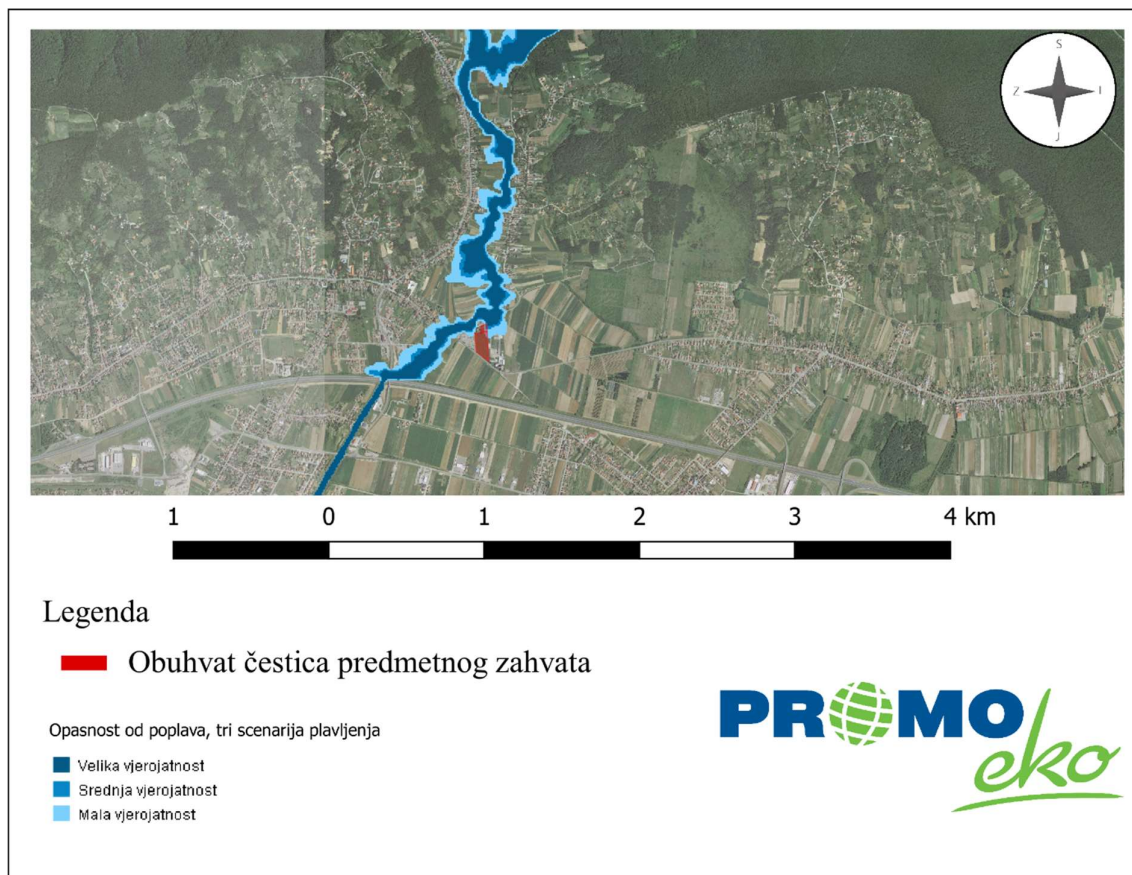 S
Z I
J
1 0 1 2 3 4 km
Legenda
Obuhvat čestica predmetnog zahvata
PROMO
eko
Opasnost od poplava, tri scenarija plavljenja
Velika vjerojatnost
Srednja vjerojatnost
Mala vjerojatnost